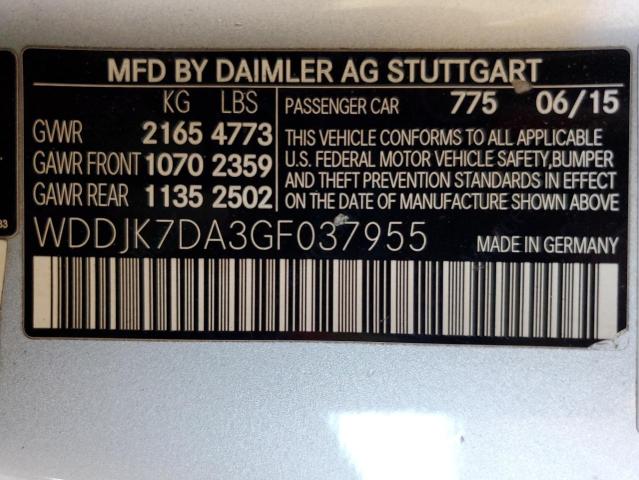 MFD BY DAIMLER AG STUTTGART
KG LBS
GVWR 2165 4773
GAWR FRONT 1070 2359
GAWR REAR 1135 2502
PASSENGER CAR 775 06/15
THIS VEHICLE CONFORMS TO ALL APPLICABLE
U.S. FEDERAL MOTOR VEHICLE SAFETY,BUMPER
AND THEFT PREVENTION STANDARDS IN EFFECT
ON THE DATE OF MANUFACTURE SHOWN ABOVE
WDDJK7DA3GF037955 MADE IN GERMANY